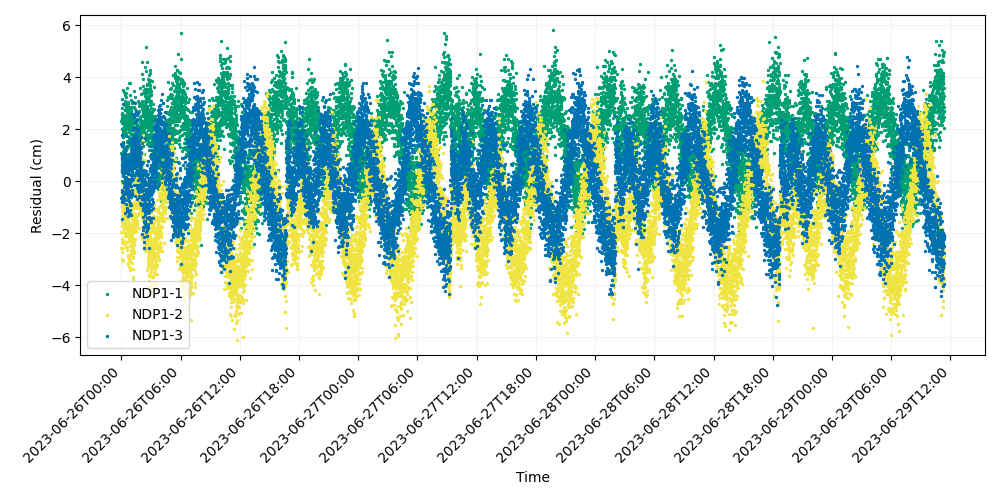 6
4
2
0
−2
−4
−6
Residual (cm)
NDP1-1
NDP1-2
NDP1-3
2023-06-26T00:00
2023-06-26T06:00
2023-06-26T12:00
2023-06-26T18:00
2023-06-27T00:00
2023-06-27T06:00
2023-06-27T12:00
2023-06-27T18:00
2023-06-28T00:00
2023-06-28T06:00
2023-06-28T12:00
2023-06-28T18:00
2023-06-29T00:00
2023-06-29T06:00
2023-06-29T12:00
Time